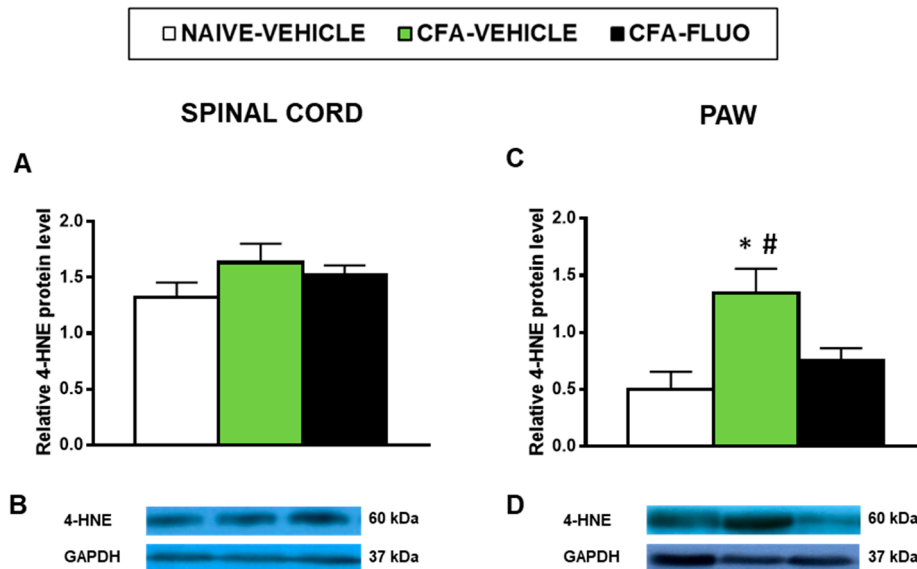 NAIVE-VEHICLE CFA-VEHICLE CFA-FLUO
SPINAL CORD
PAW
A
Relative 4-HNE protein level
2.0
1.5
1.0
0.5
0.0
C
Relative 4-HNE protein level
2.0
1.5
1.0
0.5
0.0
* #
B
4-HNE 60 kDa
GAPDH 37 kDa
D
4-HNE 60 kDa
GAPDH 37 kDa